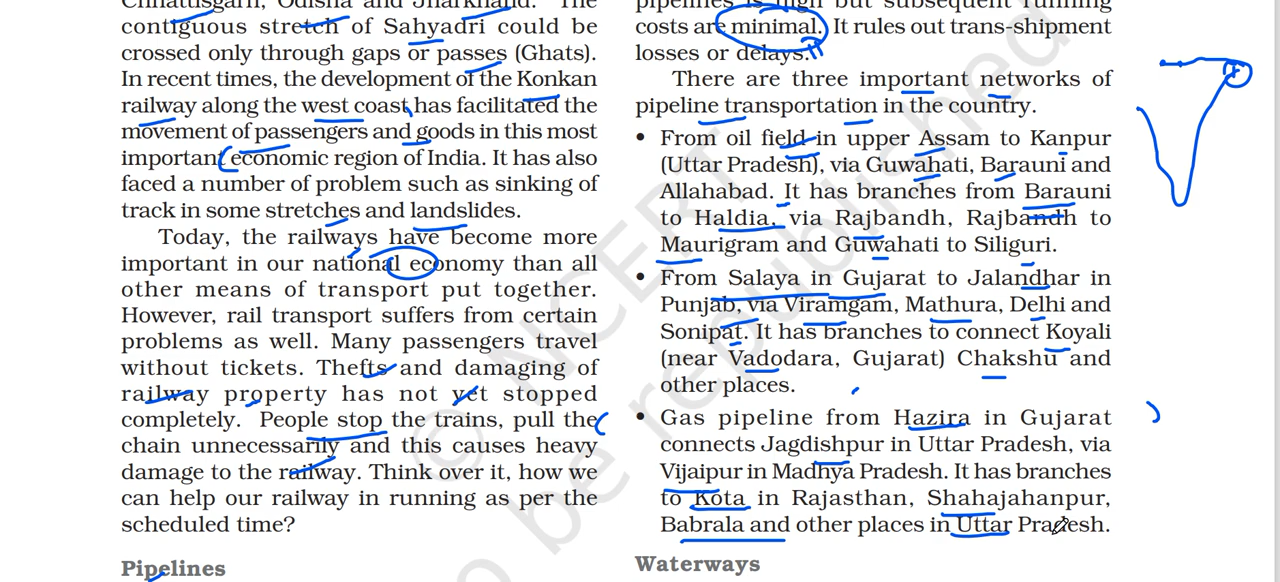 Chhattisgarh, Odisha and Jharkhand. The
contiguous stretch of Sahyadri could be
crossed only through gaps or passes (Ghats).
In recent times, the development of the Konkan
railway along the west coast has facilitated the
movement of passengers and goods in this most
important economic region of India. It has also
faced a number of problem such as sinking of
track in some stretches and landslides.
Today, the railways have become more
important in our national economy than all
other means of transport put together.
However, rail transport suffers from certain
problems as well. Many passengers travel
without tickets. Thefts and damaging of
railway property has not yet stopped
completely. People stop the trains, pull the
chain unnecessarily and this causes heavy
damage to the railway. Think over it, how we
can help our railway in running as per the
scheduled time?
Pipelines
pipelines is high but subsequent running
costs are minimal. It rules out trans-shipment
losses or delays.
There are three important networks of
pipeline transportation in the country.
• From oil field in upper Assam to Kanpur
(Uttar Pradesh), via Guwahati, Barauni and
Allahabad. It has branches from Barauni
to Haldia, via Rajbandh, Rajbandh to
Maurigram and Guwahati to Siliguri.
• From Salaya in Gujarat to Jalandhar in
Punjab, via Viramgam, Mathura, Delhi and
Sonipat. It has branches to connect Koyali
(near Vadodara, Gujarat) Chakshu and
other places.
• Gas pipeline from Hazira in Gujarat
connects Jagdishpur in Uttar Pradesh, via
Vijaipur in Madhya Pradesh. It has branches
to Kota in Rajasthan, Shahajahanpur,
Babrala and other places in Uttar Pradesh.
Waterways
© NCERT
to be republished